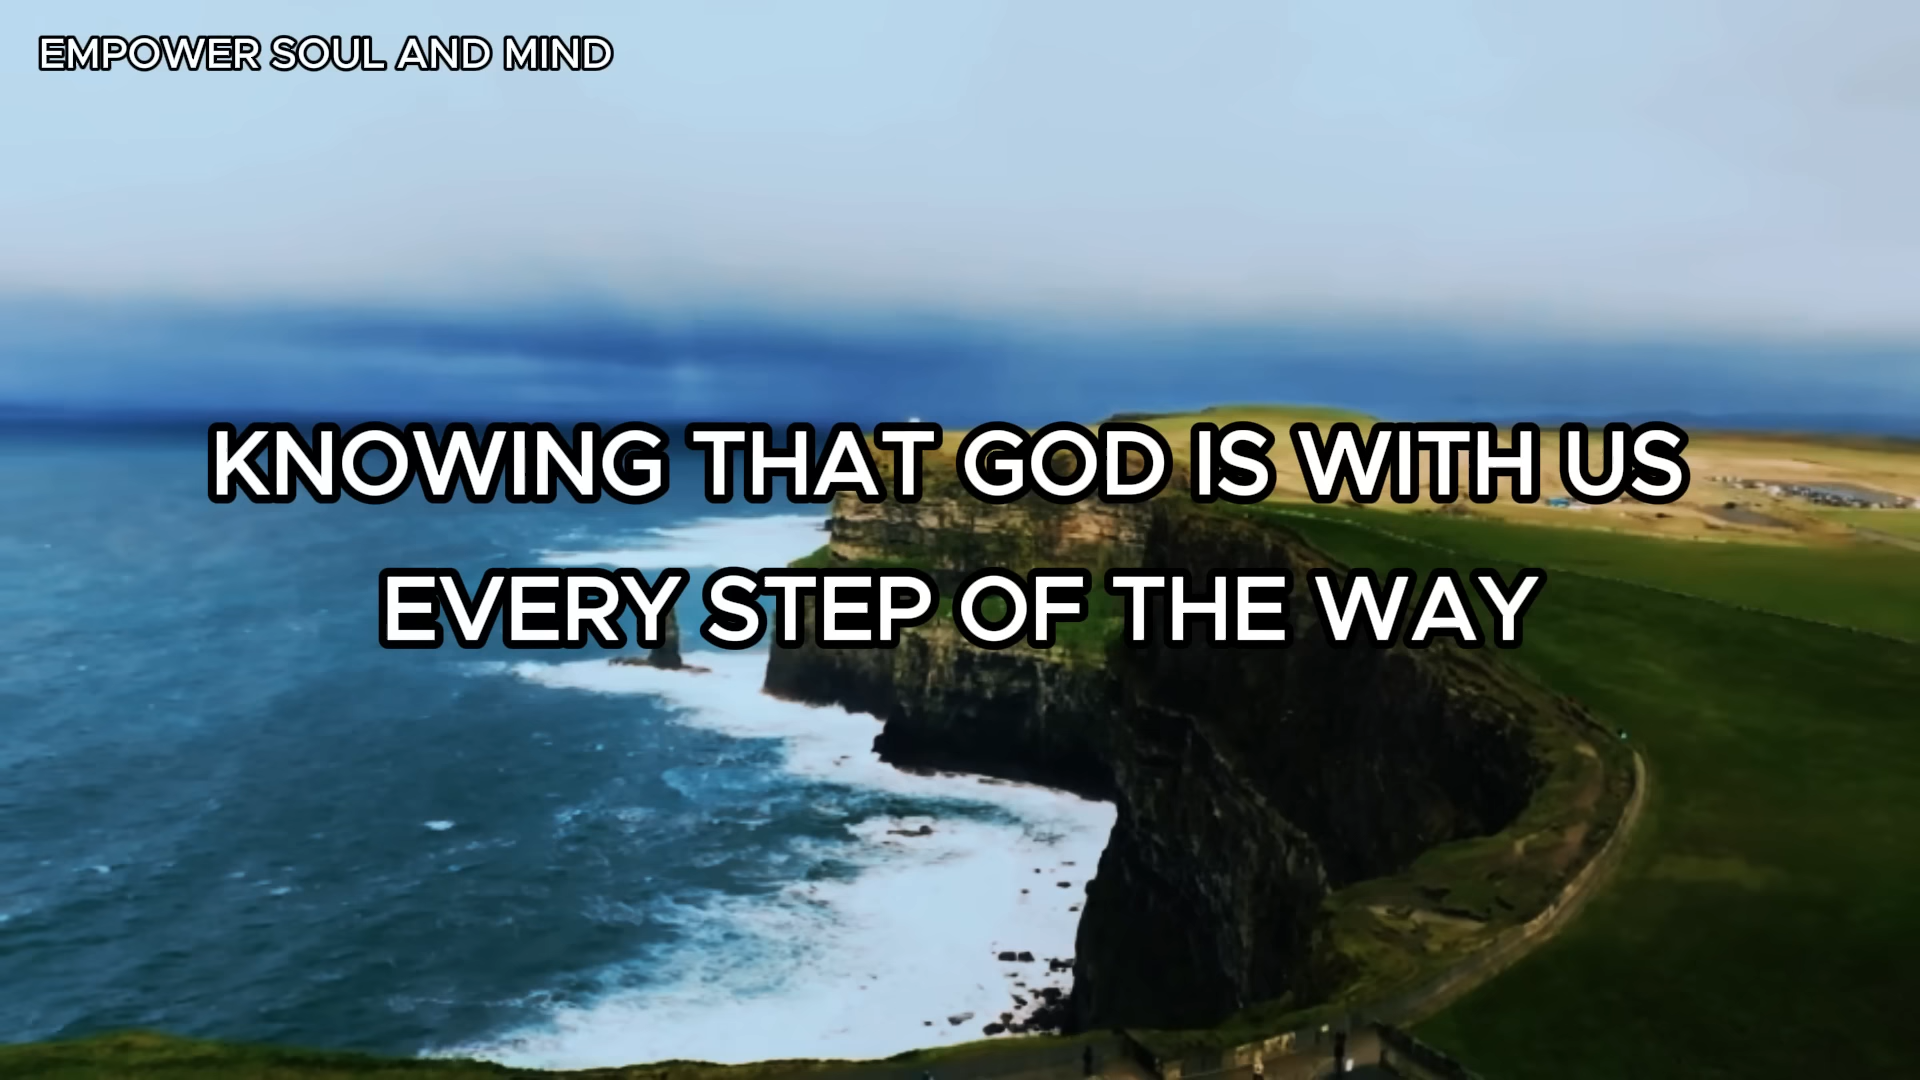 EMPOWER SOUL AND MIND
KNOWING THAT GOD IS WITH US
EVERY STEP OF THE WAY